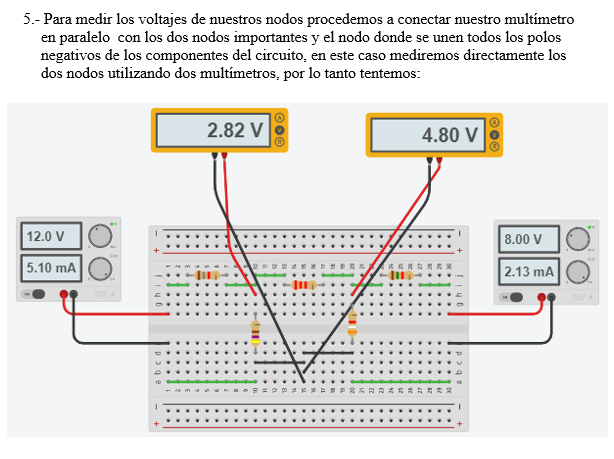 5.- Para medir los voltajes de nuestros nodos procedemos a conectar nuestro multímetro
en paralelo con los dos nodos importantes y el nodo donde se unen todos los polos
negativos de los componentes del circuito, en este caso mediremos directamente los
dos nodos utilizando dos multímetros, por lo tanto tentemos:
2.82 V
4.80 V
12.0 V
5.10 mA
8.00 V
2.13 mA